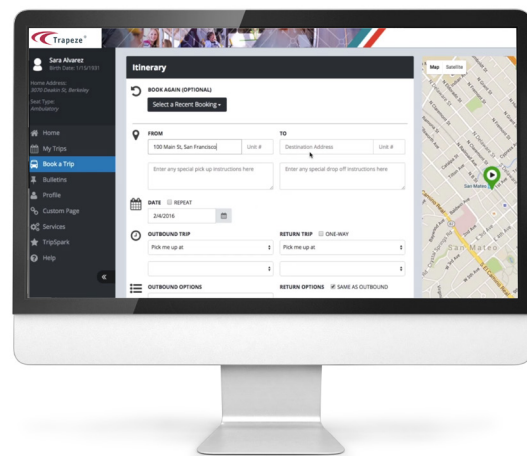 Trapeze®
Sara Alvarez
Birth Date: 1/15/1931
Home Address:
3070 Deakin St, Berkeley
Seat Type:
Ambulatory
Home
My Trips
Book a Trip
Bulletins
Profile
Custom Page
Services
TripSpark
Help
Itinerary
BOOK AGAIN (OPTIONAL)
Select a Recent Booking
FROM
100 Main St, San Francisco
Unit #
Enter any special pick up instructions here
TO
Destination Address
Unit #
Enter any special drop off instructions here
DATE
REPEAT
2/4/2016
OUTBOUND TRIP
Pick me up at
RETURN TRIP
ONE-WAY
Pick me up at
OUTBOUND OPTIONS
RETURN OPTIONS
SAME AS OUTBOUND
Map
Satellite
San Mateo
San Mateo